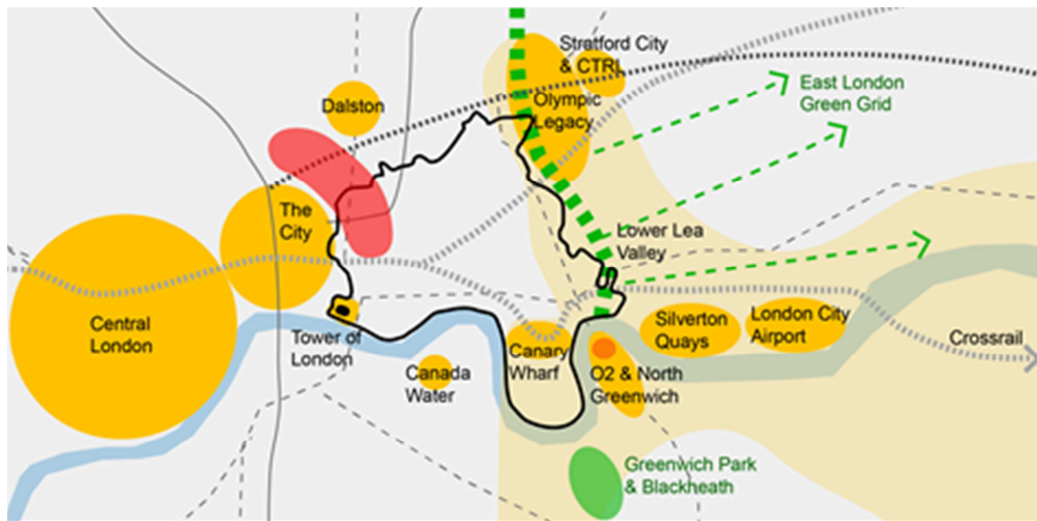 Stratford City
& CTRL
East London
Green Grid
Dalston
Olympic
Legacy
The
City
Lower Lea
Valley
Central
London
Tower of
London
Silverton
Quays
London City
Airport
Crossrail
Canary
Wharf
Canada
Water
O2 & North
Greenwich
Greenwich Park
& Blackheath